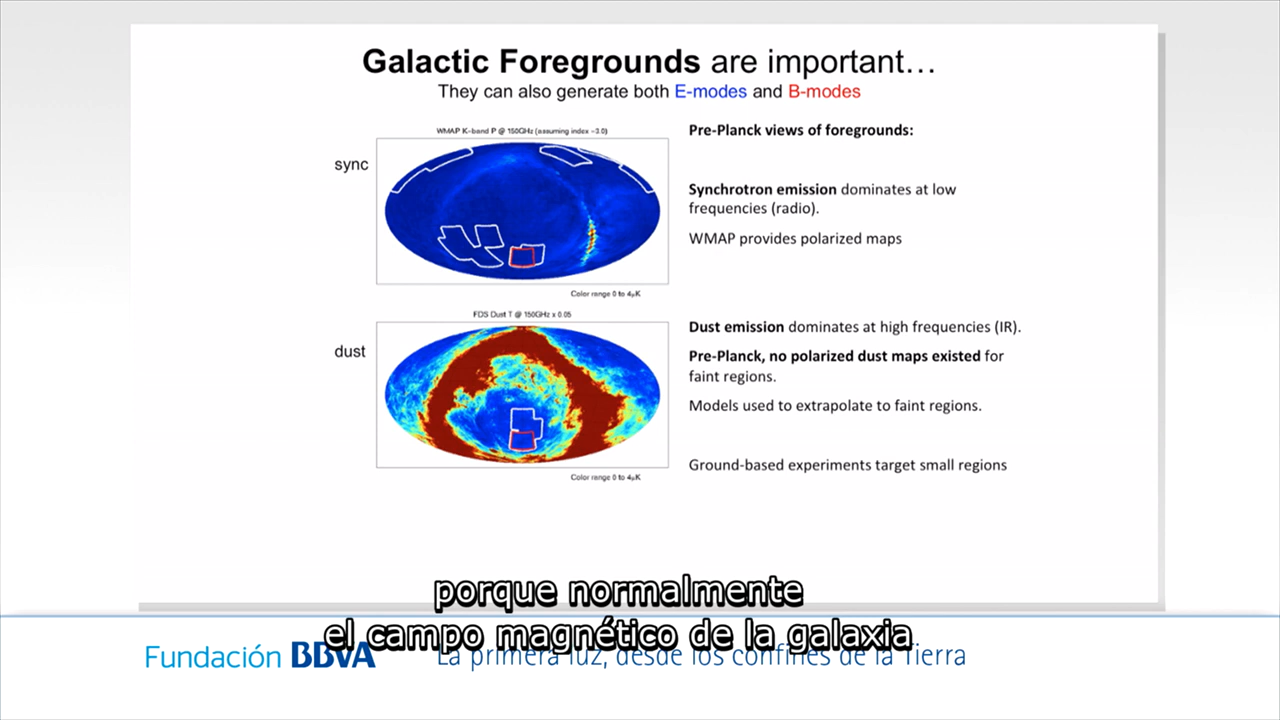 Galactic Foregrounds are important…
They can also generate both E-modes and B-modes
WMAP K-band P @ 150GHz (assuming index -3.0)
sync
Color range 0 to 4μK
Pre-Planck views of foregrounds:
Synchrotron emission dominates at low
frequencies (radio).
WMAP provides polarized maps
FDS Dust T @ 150GHz x 0.05
dust
Color range 0 to 4μK
Dust emission dominates at high frequencies (IR).
Pre-Planck, no polarized dust maps existed for
faint regions.
Models used to extrapolate to faint regions.
Ground-based experiments target small regions
porque normalmente
el campo magnético de la galaxia
Fundación BBVA
La primera luz, desde los confines de la Tierra